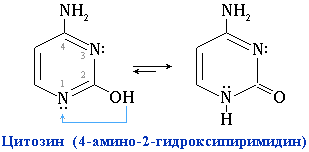 NH₂ NH₂
4 N: N:
3
2
1
N OH N O
H
Цитозин (4-амино-2-гидроксипиримидин)